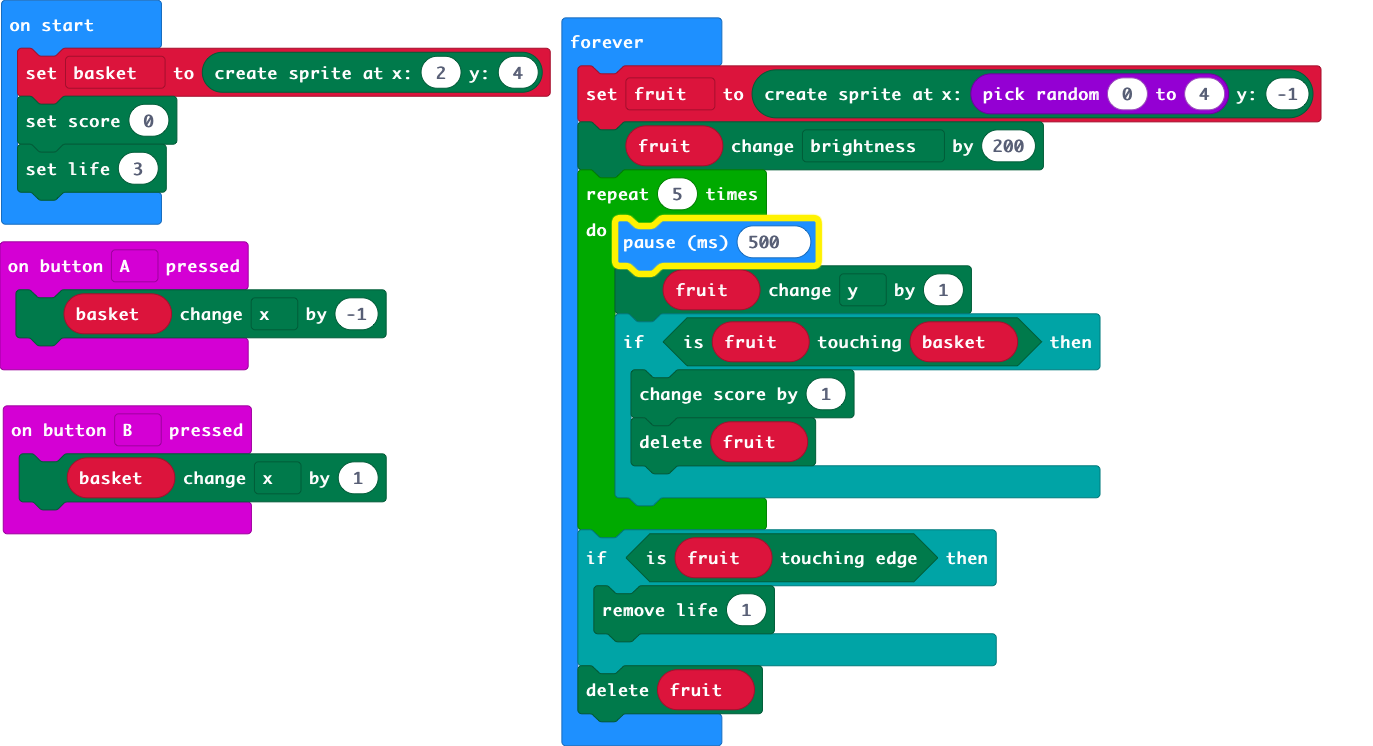 on start
set basket to create sprite at x: 2 y: 4
set score 0
set life 3
on button A pressed
basket change x by -1
on button B pressed
basket change x by 1
forever
set fruit to create sprite at x: pick random 0 to 4 y: -1
fruit change brightness by 200
repeat 5 times
do pause (ms) 500
fruit change y by 1
if is fruit touching basket then
change score by 1
delete fruit
if is fruit touching edge then
remove life 1
delete fruit